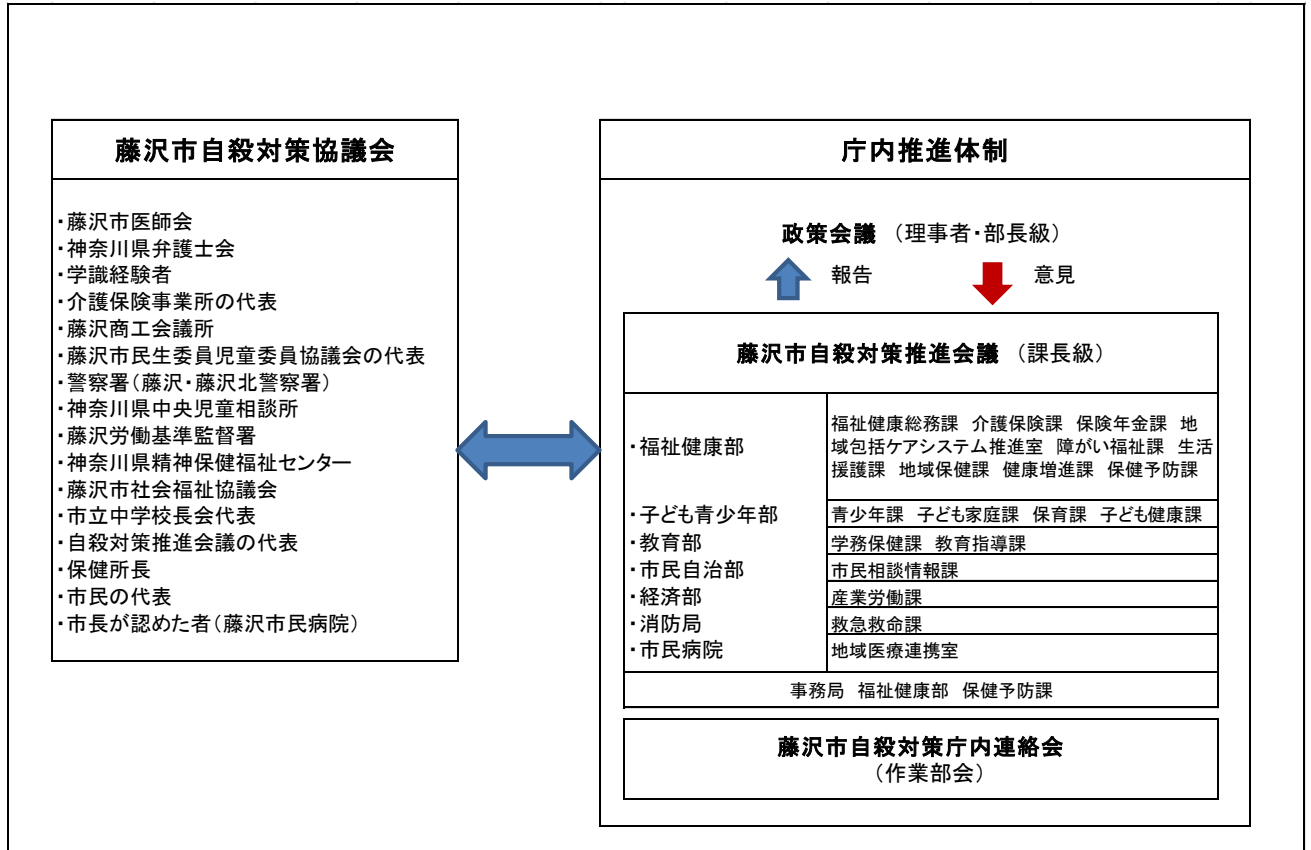 藤沢市自殺対策協議会
・藤沢市医師会
・神奈川県弁護士会
・学識経験者
・介護保険事業所の代表
・藤沢商工会議所
・藤沢市民生委員児童委員協議会の代表
・警察署（藤沢・藤沢北警察署）
・神奈川県中央児童相談所
・藤沢労働基準監督署
・神奈川県精神保健福祉センター
・藤沢市社会福祉協議会
・市立中学校長会代表
・自殺対策推進会議の代表
・保健所長
・市民の代表
・市長が認めた者（藤沢市民病院）
庁内推進体制
政策会議 （理事者・部長級）
報告 意見
藤沢市自殺対策推進会議 （課長級）
・福祉健康部
福祉健康総務課 介護保険課 保険年金課 地
域包括ケアシステム推進室 障がい福祉課 生活
援護課 地域保健課 健康増進課 保健予防課
・子ども青少年部 青少年課 子ども家庭課 保育課 子ども健康課
・教育部 学務保健課 教育指導課
・市民自治部 市民相談情報課
・経済部 産業労働課
・消防局 救急救命課
・市民病院 地域医療連携室
事務局 福祉健康部 保健予防課
藤沢市自殺対策庁内連絡会
（作業部会）